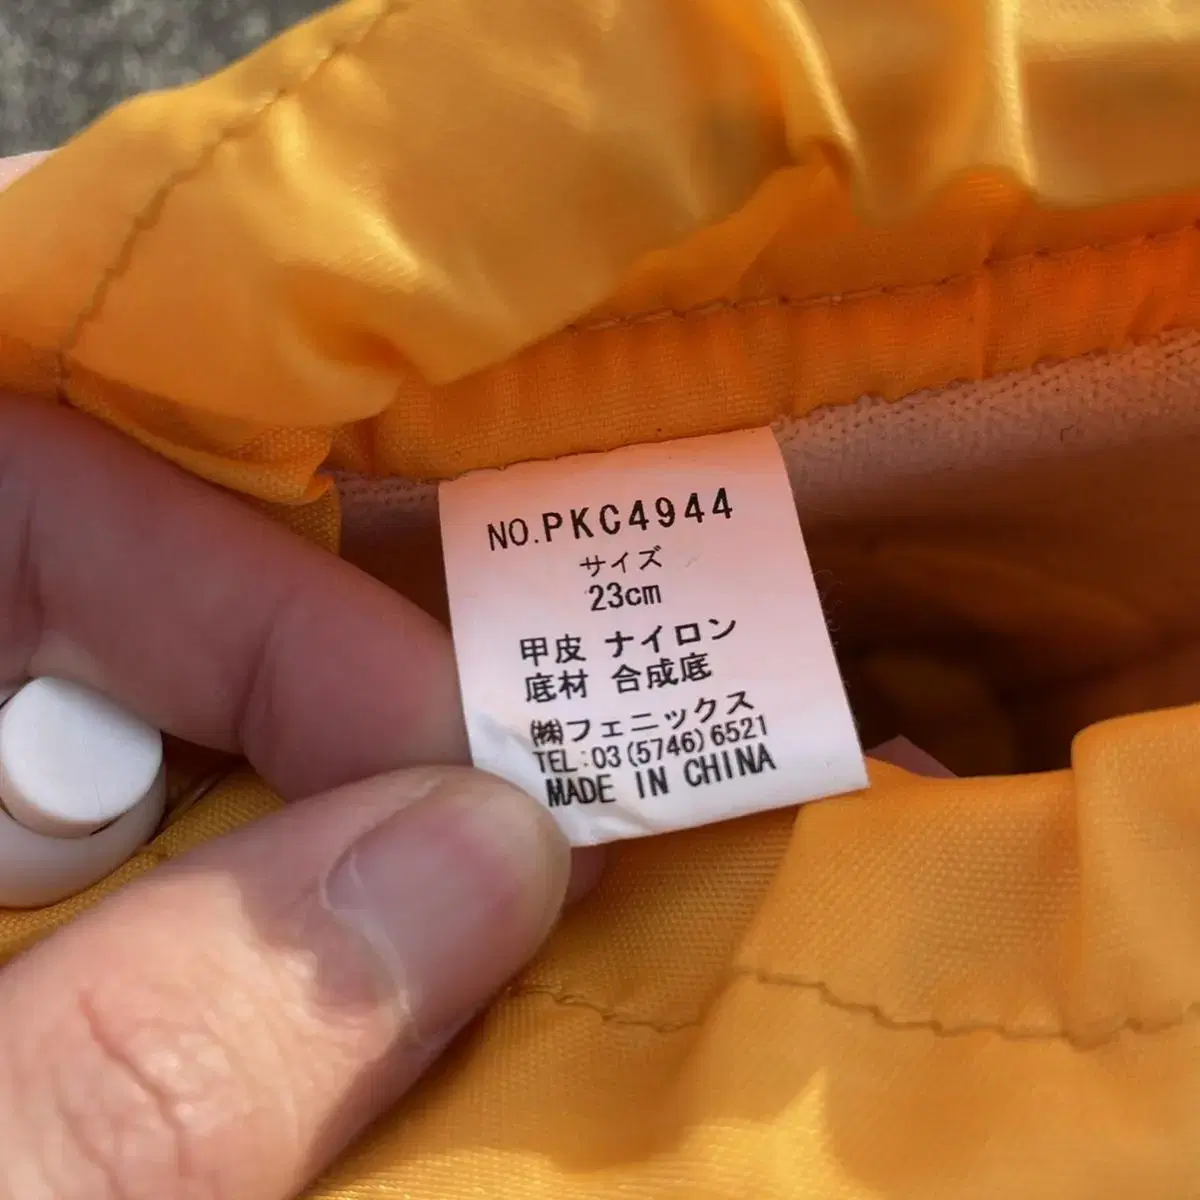 NO.PKC4944
サイズ
23cm
甲皮 ナイロン
底材 合成底
㈱フェニックス
TEL:03(5746)6521
MADE IN CHINA